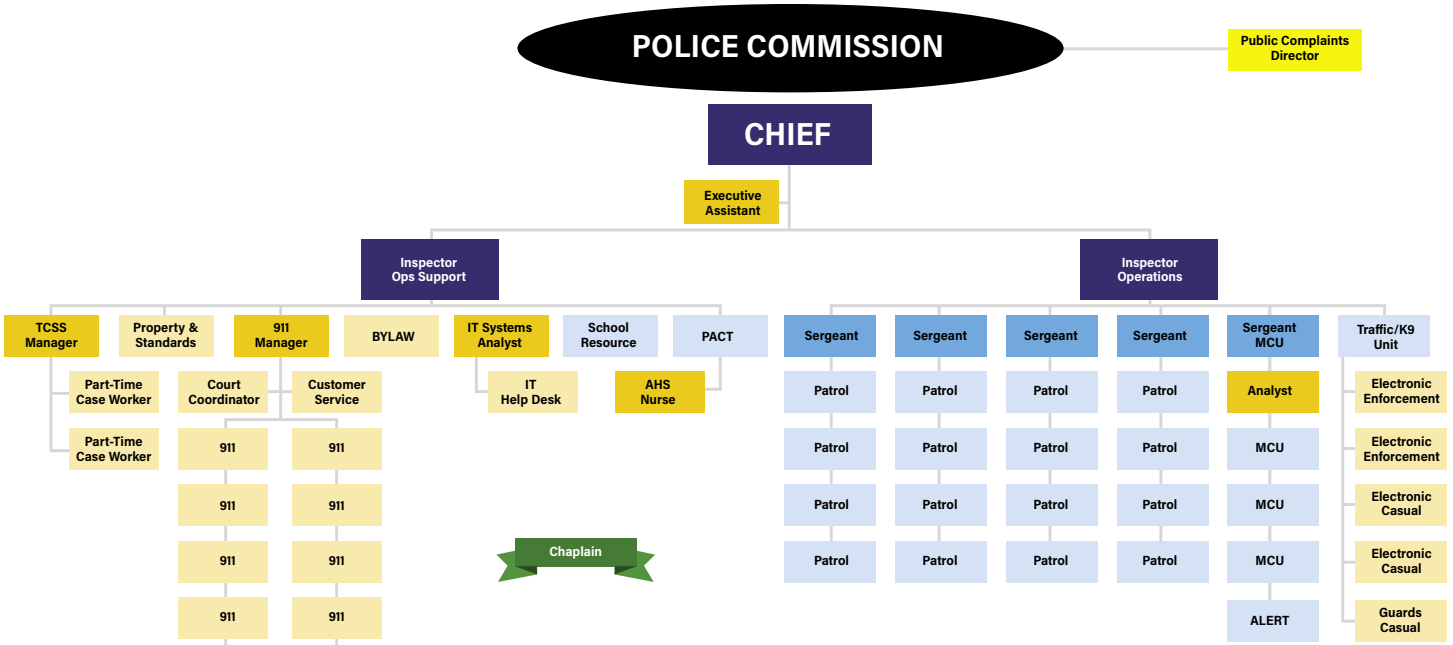 POLICE COMMISSION
Public Complaints
Director
CHIEF
Executive
Assistant
Inspector
Ops Support
Inspector
Operations
TCSS
Manager
Property &
Standards
911
Manager
BYLAW
IT Systems
Analyst
School
Resource
PACT
Sergeant
Sergeant
Sergeant
Sergeant
Sergeant
MCU
Traffic/K9
Unit
Part-Time
Case Worker
Court
Coordinator
Customer
Service
IT
Help Desk
AHS
Nurse
Patrol
Patrol
Patrol
Patrol
Analyst
Electronic
Enforcement
Part-Time
Case Worker
911
911
Patrol
Patrol
Patrol
Patrol
MCU
Electronic
Enforcement
911
911
Patrol
Patrol
Patrol
Patrol
MCU
Electronic
Casual
911
911
Chaplain
Patrol
Patrol
Patrol
Patrol
MCU
Electronic
Casual
911
911
ALERT
Guards
Casual